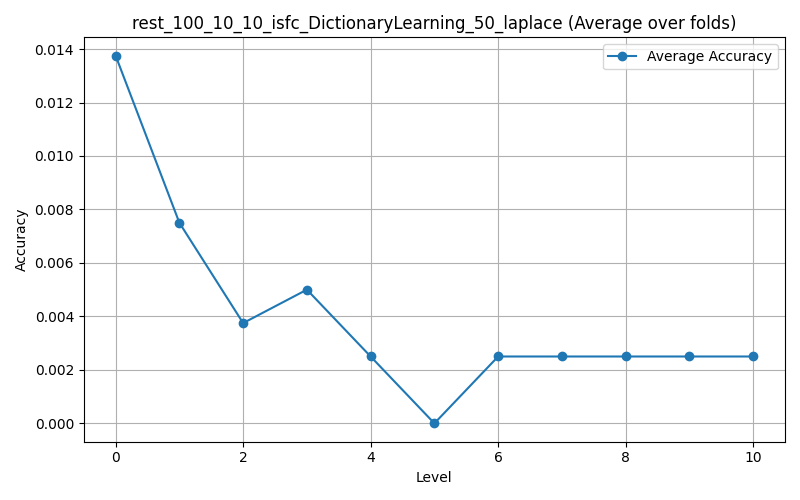 rest_100_10_10_isfc_DictionaryLearning_50_laplace (Average over folds)
Average Accuracy
0.014
0.012
0.010
0.008
0.006
0.004
0.002
0.000
Accuracy
0 2 4 6 8 10
Level